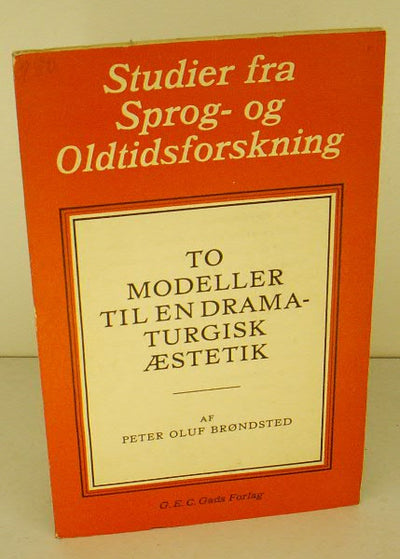 Studier fra
Sprog- og
Oldtidsforskning
TO
MODELLER
TIL EN DRAMA-
TURGISK
ÆSTETIK
AF
PETER OLUF BRØNDSTED
G. E. C. Gads Forlag